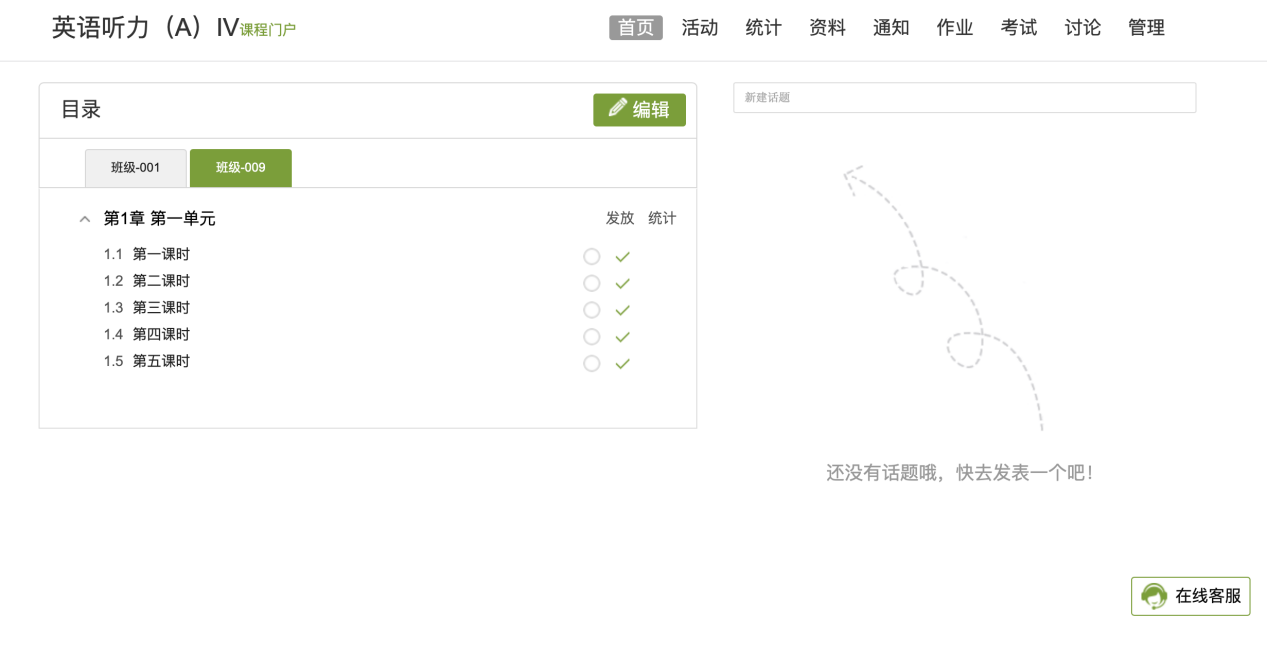 英语听力（A）IV课程门户
首页 活动 统计 资料 通知 作业 考试 讨论 管理
目录 编辑
班级-001 班级-009
第1章 第一单元 发放 统计
1.1 第一课时
1.2 第二课时
1.3 第三课时
1.4 第四课时
1.5 第五课时
新建话题
还没有话题哦，快去发表一个吧！
在线客服